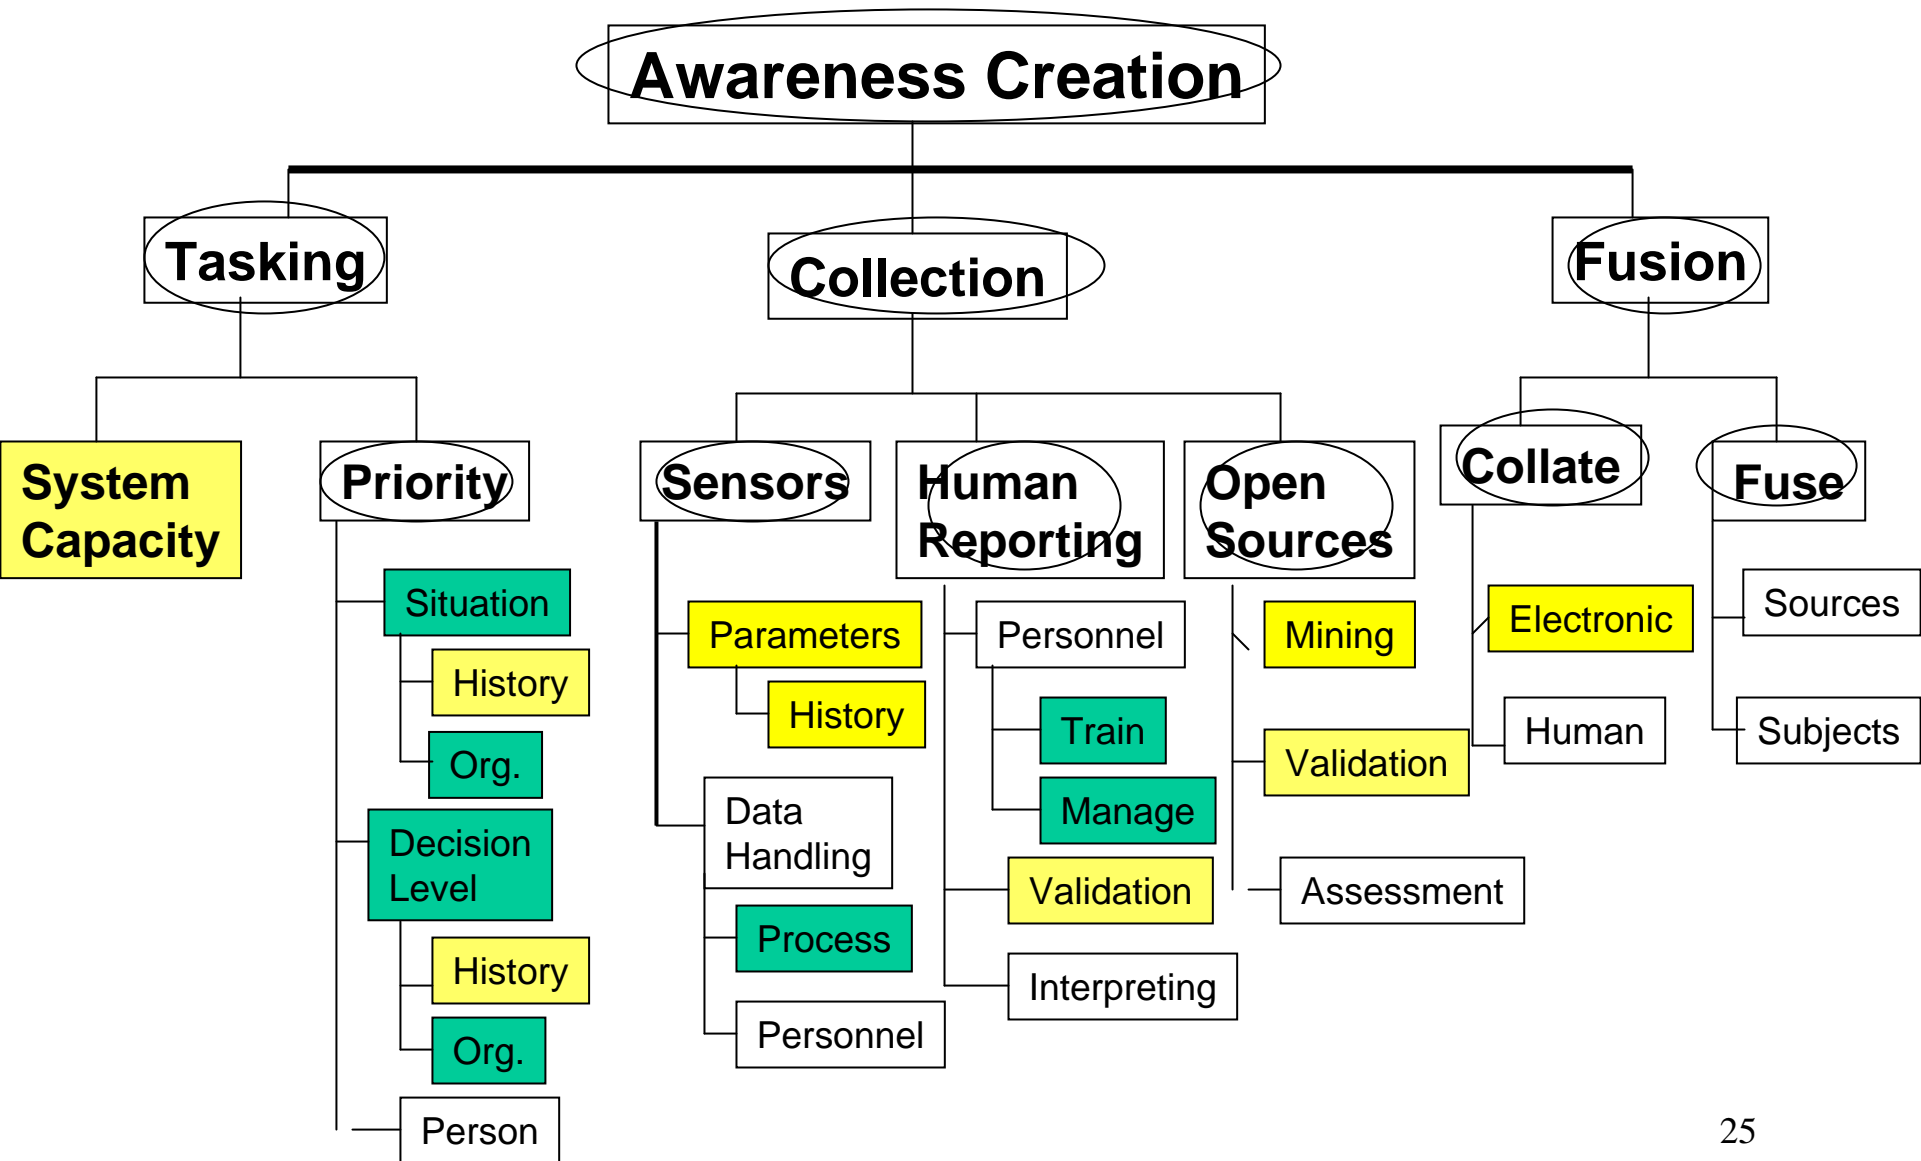 Awareness Creation
Tasking
Collection
Fusion
System
Capacity
Priority
Sensors
Human
Reporting
Open
Sources
Collate
Fuse
Situation
History
Org.
Decision
Level
History
Org.
Person
Parameters
History
Data
Handling
Process
Personnel
Personnel
Train
Manage
Validation
Interpreting
Mining
Validation
Assessment
Electronic
Human
Sources
Subjects
25